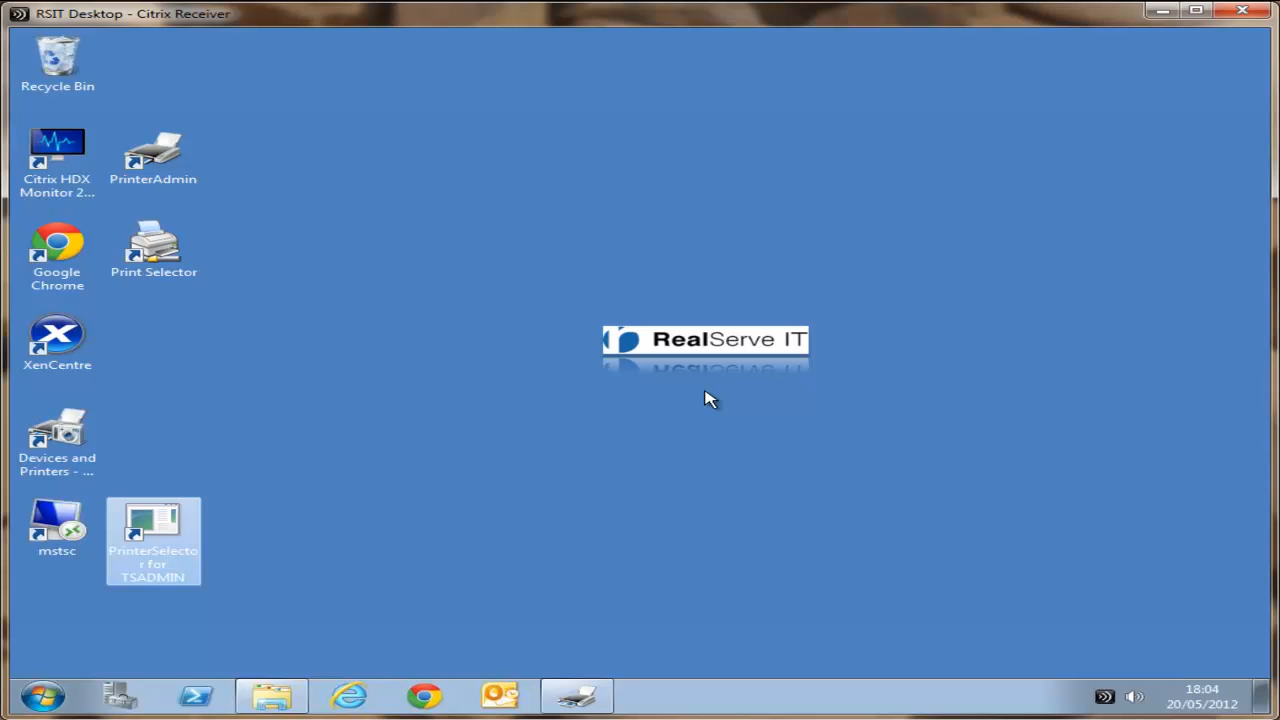 RSIT Desktop - Citrix Receiver
Recycle Bin
Citrix HDX
Monitor 2...
PrinterAdmin
Google
Chrome
Print Selector
XenCentre
RealServe IT
Devices and
Printers - ...
mstsc
PrinterSelecto
r for
TSADMIN
18:04
20/05/2012